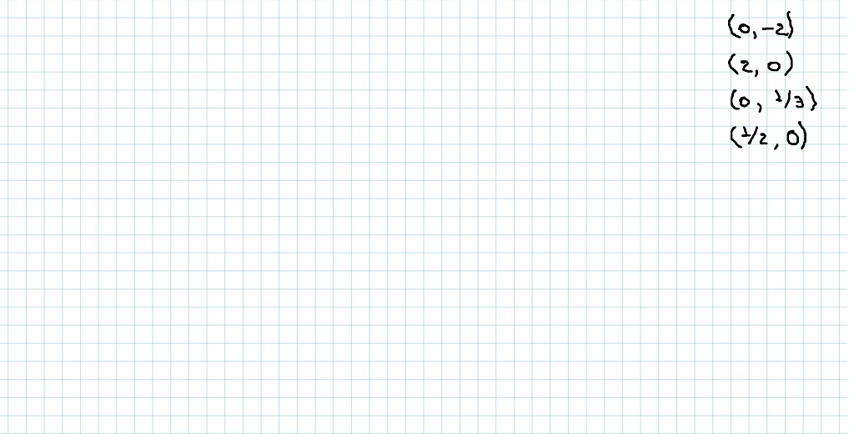 (0, -2)
(2, 0)
(0, 1/3)
(1/2, 0)